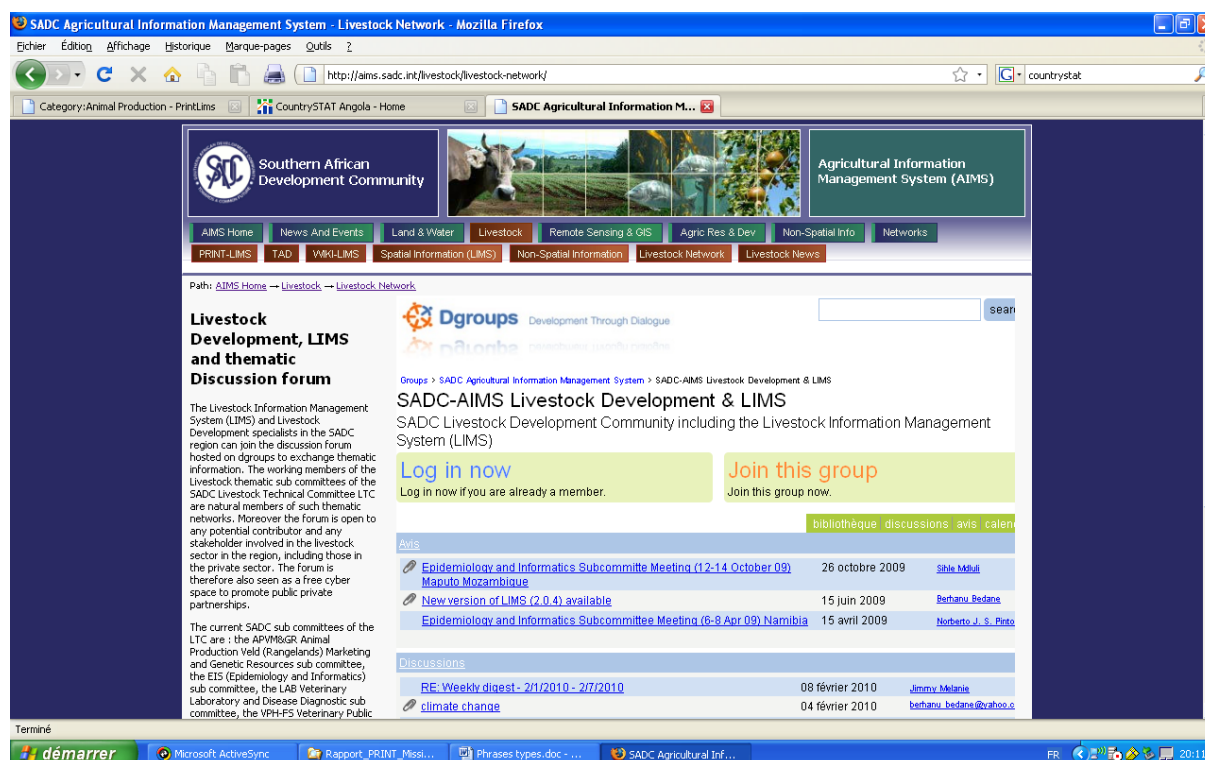 SADC Agricultural Information Management System - Livestock Network - Mozilla Firefox
Fichier Édition Affichage Historique Marque-pages Outils ?
http://aims.sadc.int/livestock/livestock-network/
countrystat
Category:Animal Production - PrintLims
CountrySTAT Angola - Home
SADC Agricultural Information M...
Southern African
Development Community
Agricultural Information
Management System (AIMS)
AIMS Home News And Events Land & Water Livestock Remote Sensing & GIS Agric Res & Dev Non-Spatial Info Networks
PRINT-LIMS TAD WIKI-LIMS Spatial Information (LIMS) Non-Spatial Information Livestock Network Livestock News
Path: AIMS Home → Livestock → Livestock Network
Livestock
Development, LIMS
and thematic
Discussion forum
The Livestock Information Management
System (LIMS) and Livestock
Development specialists in the SADC
region can join the discussion forum
hosted on dgroups to exchange thematic
information. The working members of the
Livestock thematic sub committees of the
SADC Livestock Technical Committee LTC
are natural members of such thematic
networks. Moreover the forum is open to
any potential contributor and any
stakeholder involved in the livestock
sector in the region, including those in
the private sector. The forum is
therefore also seen as a free cyber
space to promote public private
partnerships.
The current SADC sub committees of the
LTC are : the APVM&GR Animal
Production Veld (Rangelands) Marketing
and Genetic Resources sub committee,
the EIS (Epidemiology and Informatics)
sub committee, the LAB Veterinary
Laboratory and Disease Diagnostic sub
committee, the VPH-FS Veterinary Public
Dgroups Development Through Dialogue
sear
Groups > SADC Agricultural Information Management System > SADC-AIMS Livestock Development & LIMS
SADC-AIMS Livestock Development & LIMS
SADC Livestock Development Community including the Livestock Information Management
System (LIMS)
Log in now
Log in now if you are already a member.
Join this group
Join this group now.
bibliothèque discussions avis calen
Avis
Epidemiology and Informatics Subcommitte Meeting (12-14 October 09) 26 octobre 2009 Sihle Mdluli
Maputo Mozambique
New version of LIMS (2.0.4) available 15 juin 2009 Berhanu Bedane
Epidemiology and Informatics Subcommittee Meeting (6-8 Apr 09) Namibia 15 avril 2009 Norberto J. S. Pinto
Discussions
RE: Weekly digest - 2/1/2010 - 2/7/2010 08 février 2010 Jimmy Melanie
climate change 04 février 2010 berhanu_bedane@yahoo.c
Terminé
démarrer Microsoft ActiveSync Rapport_PRINT_Missi... Phrases types.doc - ... SADC Agricultural Inf... FR 20:11